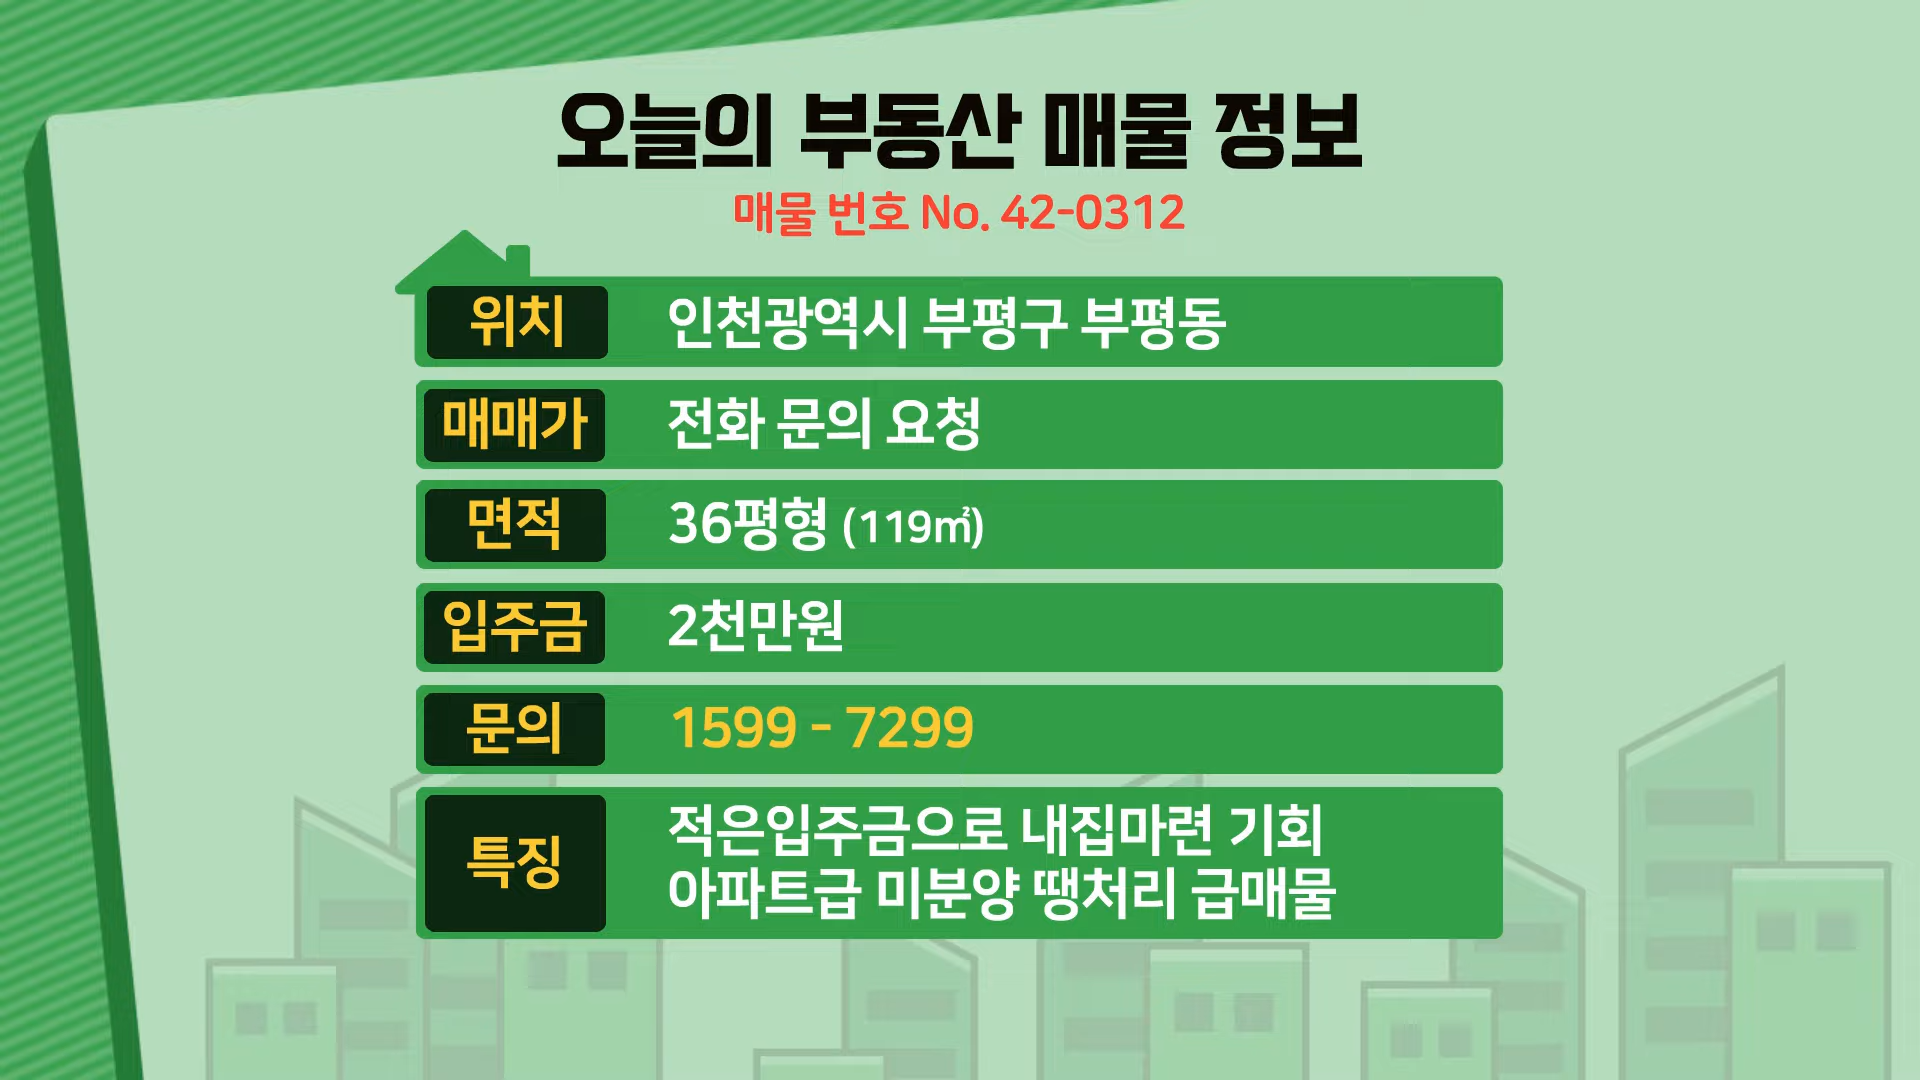 오늘의 부동산 매물 정보
매물 번호 No. 42-0312
위치 인천광역시 부평구 부평동
매매가 전화 문의 요청
면적 36평형 (119㎡)
입주금 2천만원
문의 1599 - 7299
특징 적은입주금으로 내집마련 기회
아파트급 미분양 땡처리 급매물